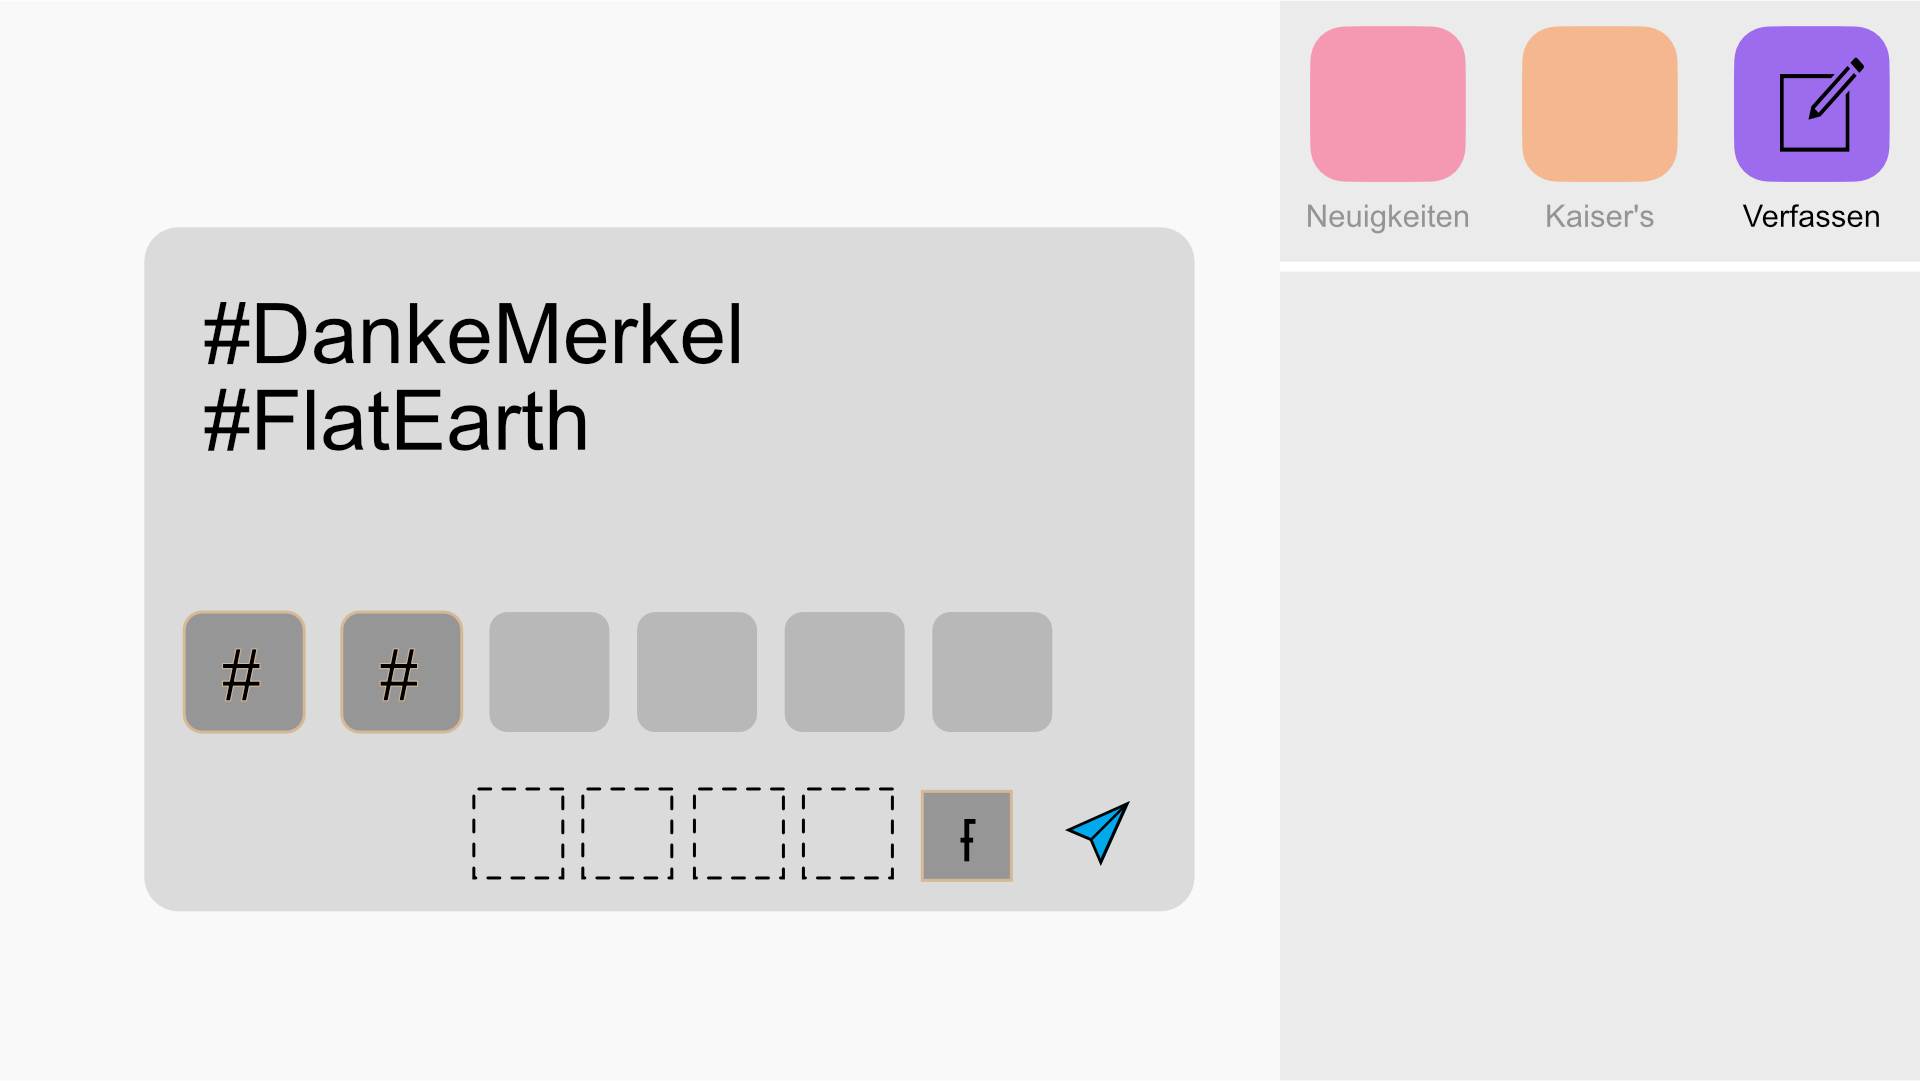 Neuigkeiten
Kaiser's
Verfassen
#DankeMerkel
#FlatEarth
#
#
f